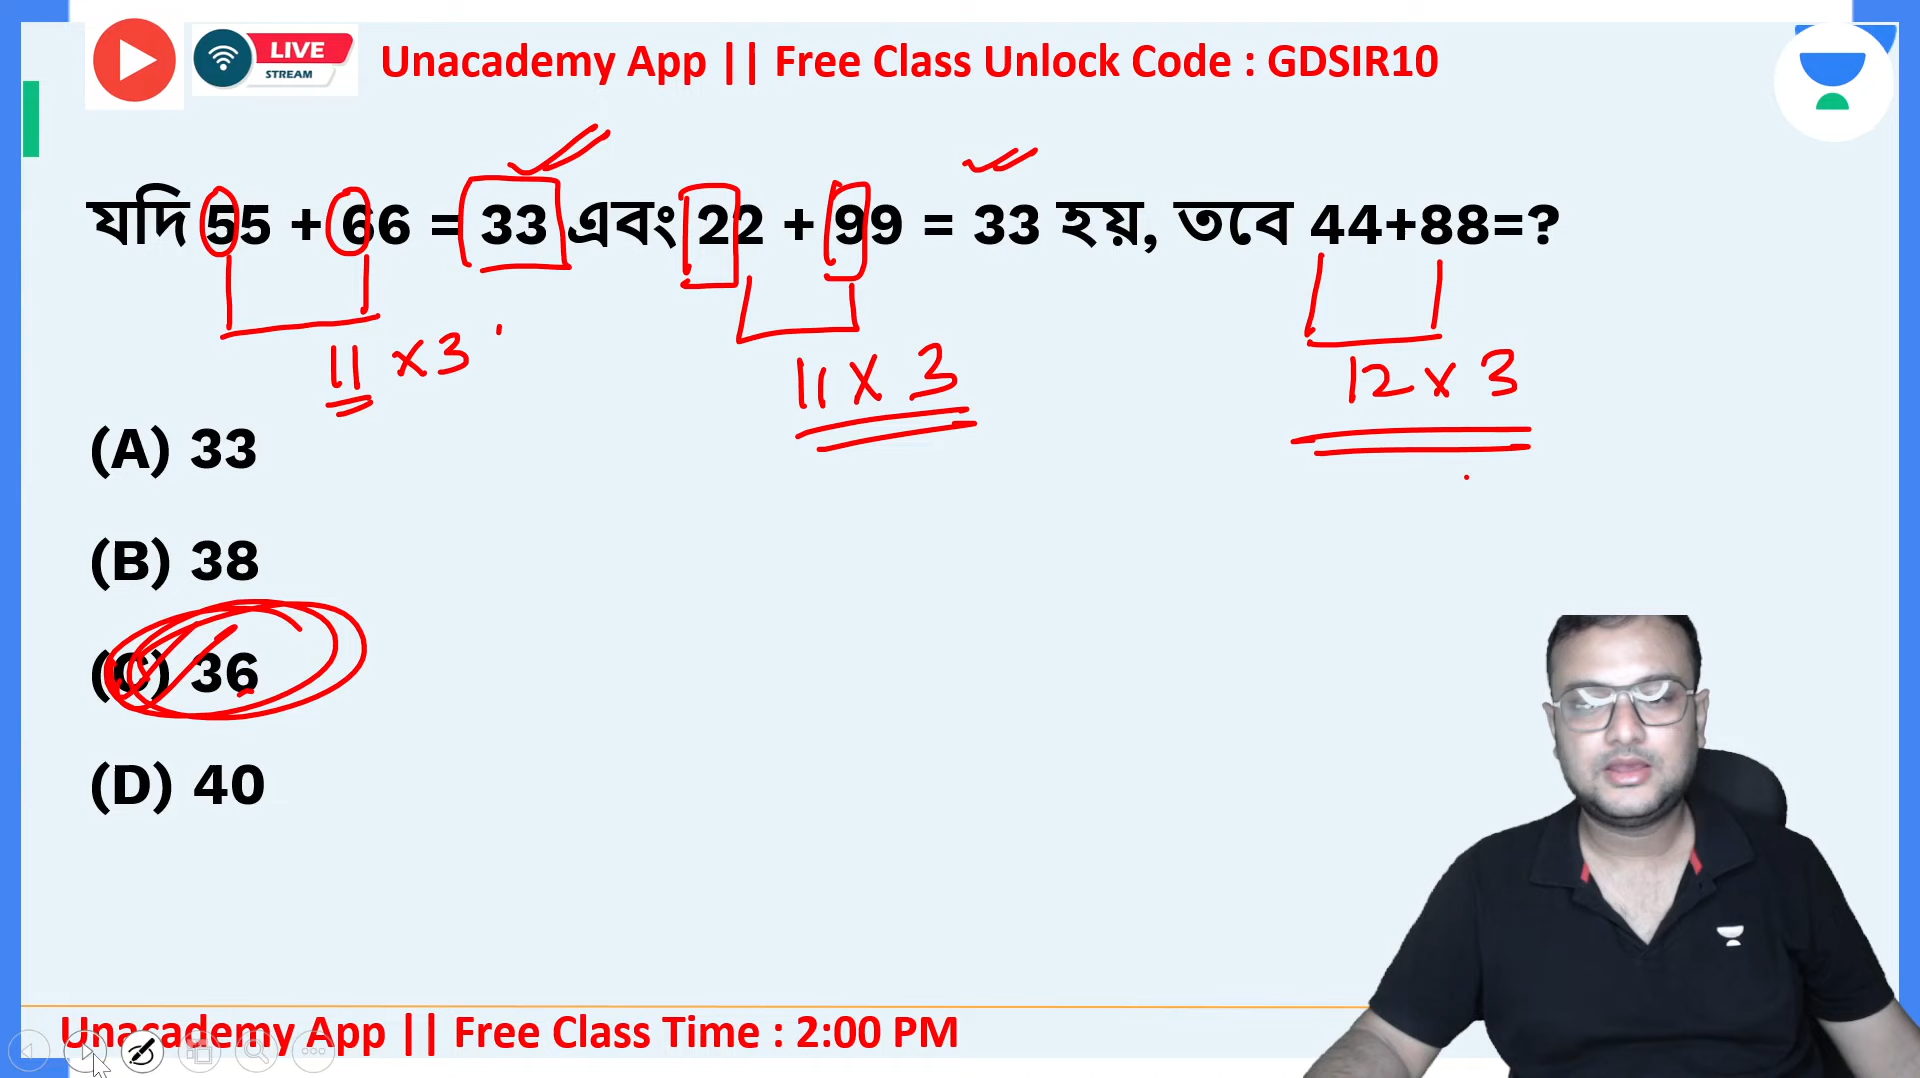 LIVE
STREAM
Unacademy App || Free Class Unlock Code : GDSIR10
যদি 55 + 66 = 33 এবং 22 + 99 = 33 হয়, তবে 44+88=?
11 × 3
11 × 3
12 × 3
(A) 33
(B) 38
(C) 36
(D) 40
Unacademy App || Free Class Time : 2:00 PM